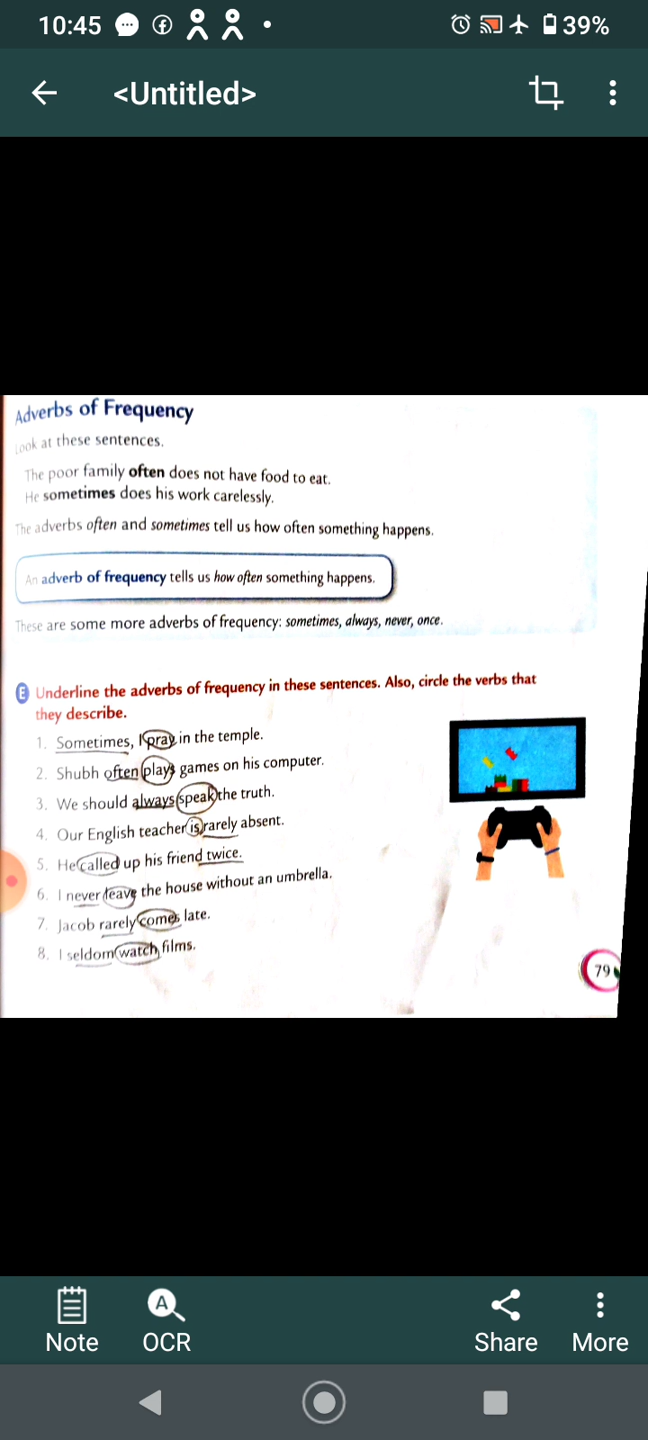 10:45
39%
<Untitled>
Adverbs of Frequency
Look at these sentences.
The poor family often does not have food to eat.
He sometimes does his work carelessly.
The adverbs often and sometimes tell us how often something happens.
An adverb of frequency tells us how often something happens.
These are some more adverbs of frequency: sometimes, always, never, once.
E Underline the adverbs of frequency in these sentences. Also, circle the verbs that
they describe.
1. Sometimes, I pray in the temple.
2. Shubh often plays games on his computer.
3. We should always speak the truth.
4. Our English teacher is rarely absent.
5. He called up his friend twice.
6. I never leave the house without an umbrella.
7. Jacob rarely comes late.
8. I seldom watch films.
79
A
Note OCR Share More